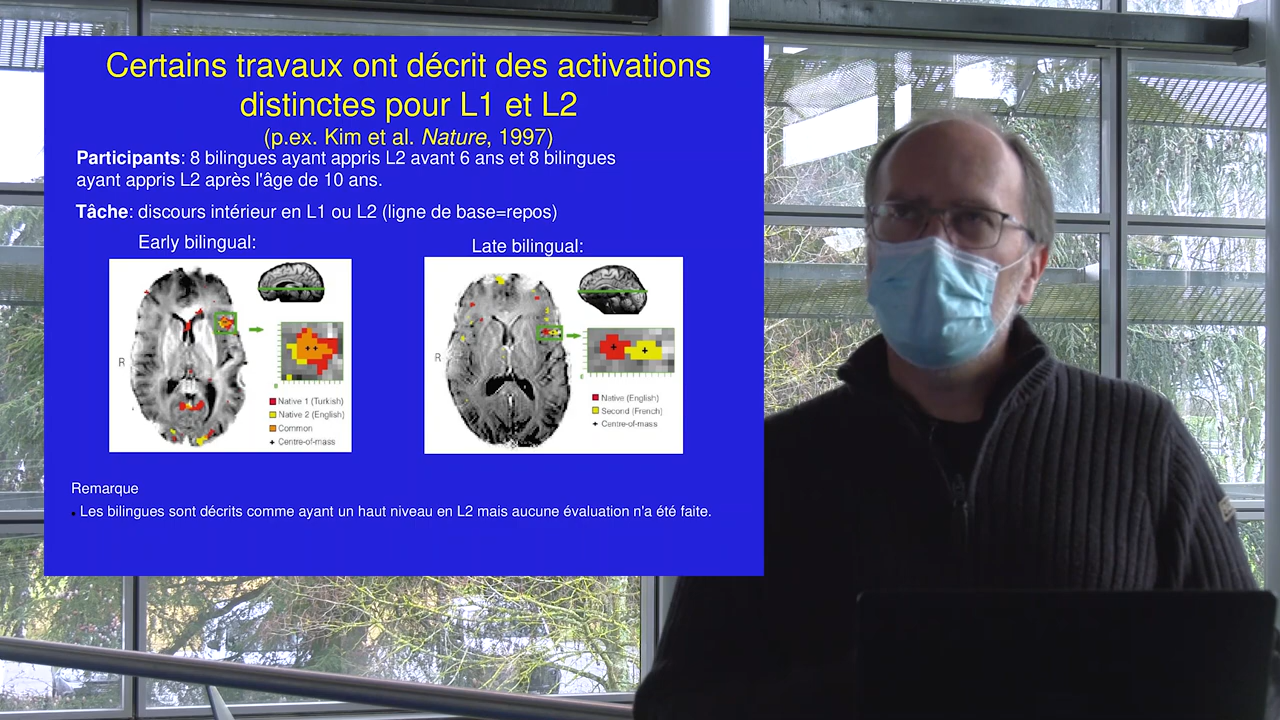 Certains travaux ont décrit des activations
distinctes pour L1 et L2
(p.ex. Kim et al. Nature, 1997)
Participants: 8 bilingues ayant appris L2 avant 6 ans et 8 bilingues
ayant appris L2 après l'âge de 10 ans.
Tâche: discours intérieur en L1 ou L2 (ligne de base=repos)
Early bilingual:
Late bilingual:
R
Native 1 (Turkish)
Native 2 (English)
Common
+ Centre-of-mass
R
Native (English)
Second (French)
+ Centre-of-mass
Remarque
• Les bilingues sont décrits comme ayant un haut niveau en L2 mais aucune évaluation n'a été faite.